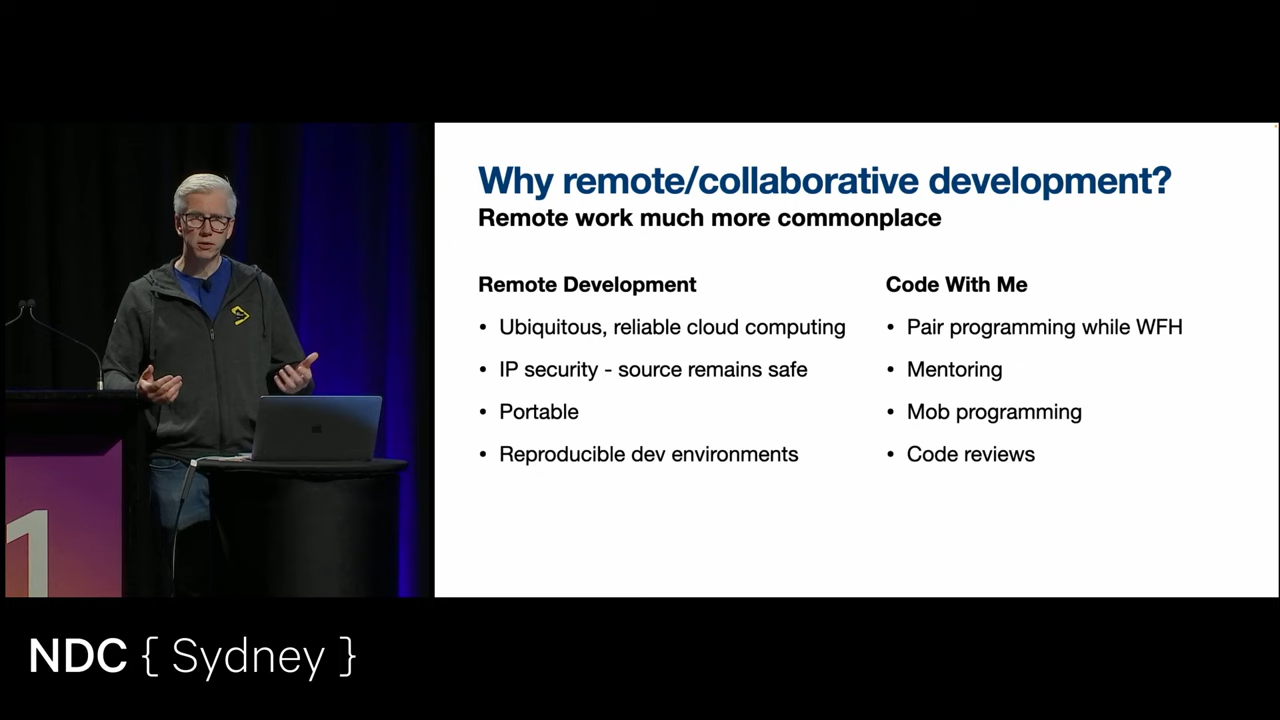 Why remote/collaborative development?
Remote work much more commonplace
Remote Development
• Ubiquitous, reliable cloud computing
• IP security - source remains safe
• Portable
• Reproducible dev environments
Code With Me
• Pair programming while WFH
• Mentoring
• Mob programming
• Code reviews
1
NDC { Sydney }